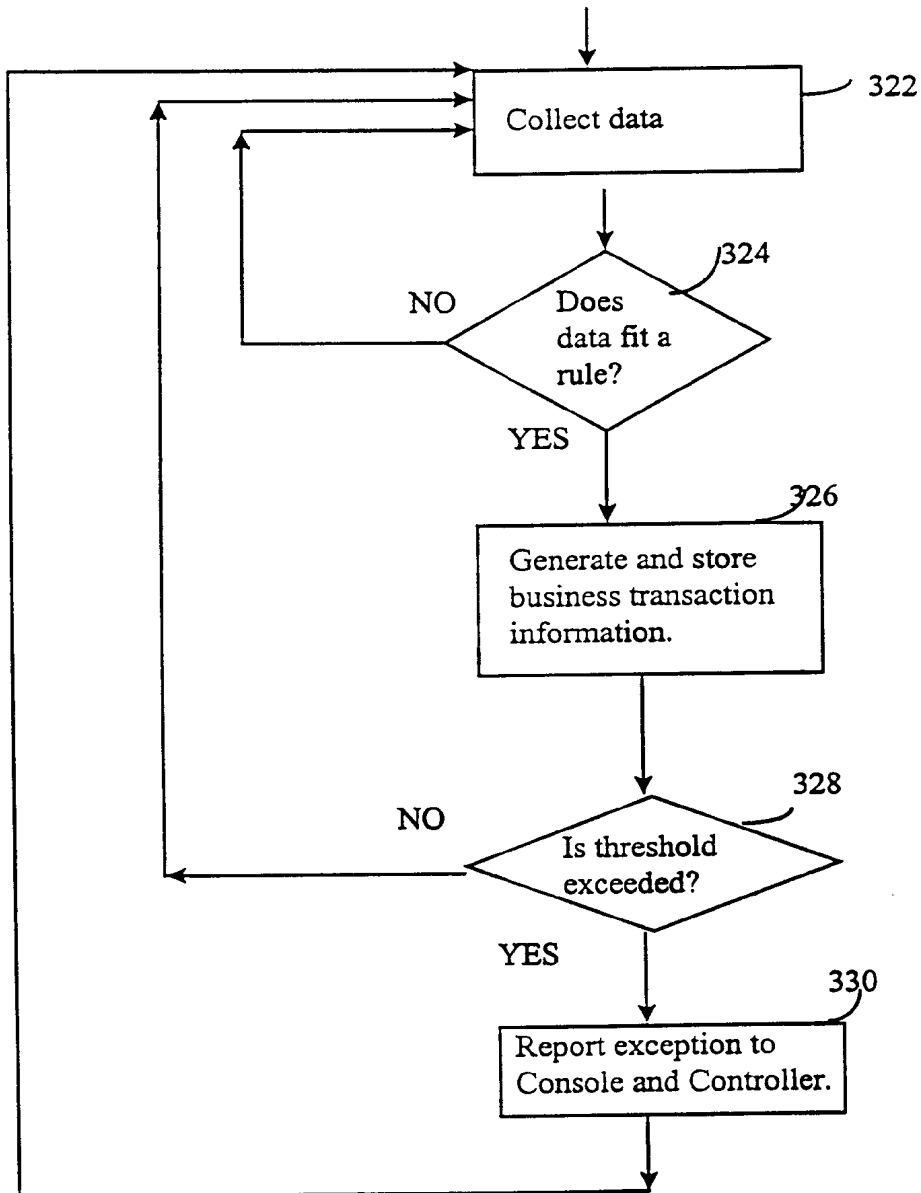 322
Collect data
324
NO
Does
data fit a
rule?
YES
326
Generate and store
business transaction
information.
328
NO
Is threshold
exceeded?
YES
330
Report exception to
Console and Controller.